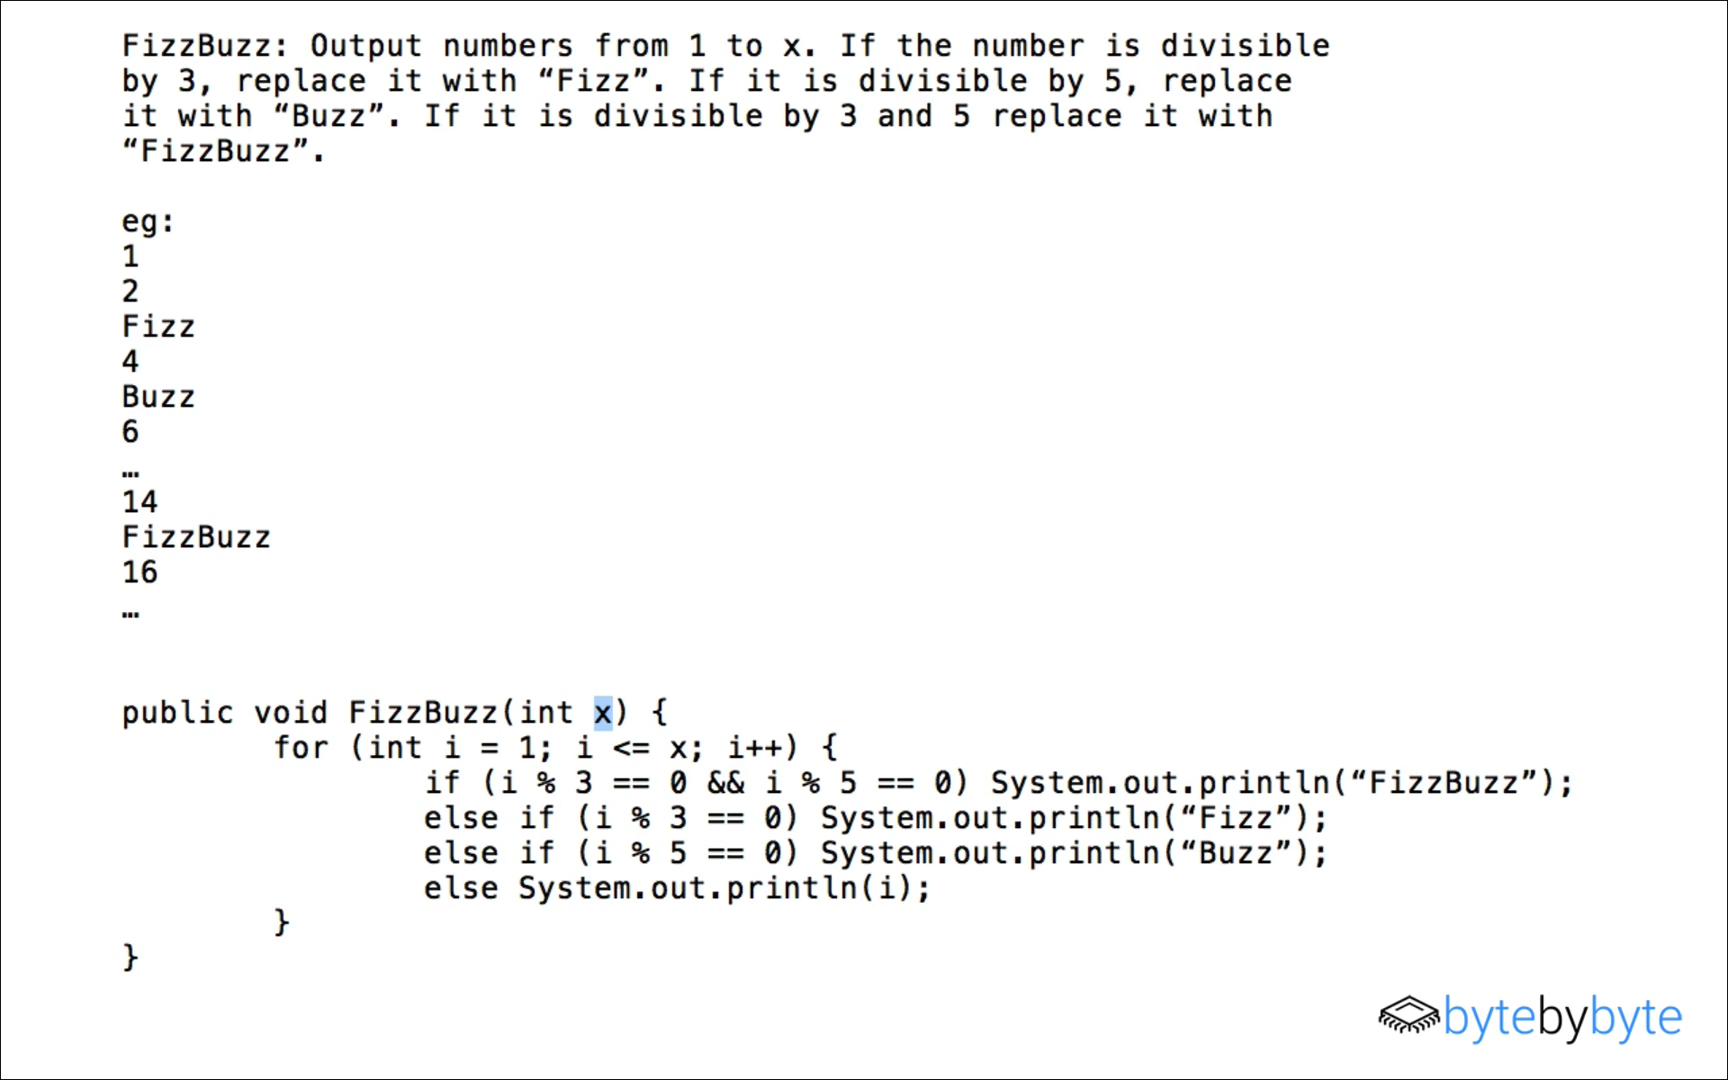 FizzBuzz: Output numbers from 1 to x. If the number is divisible
by 3, replace it with “Fizz”. If it is divisible by 5, replace
it with “Buzz”. If it is divisible by 3 and 5 replace it with
“FizzBuzz”.
eg:
1
2
Fizz
4
Buzz
6
…
14
FizzBuzz
16
…
public void FizzBuzz(int x) {
for (int i = 1; i <= x; i++) {
if (i % 3 == 0 && i % 5 == 0) System.out.println(“FizzBuzz”);
else if (i % 3 == 0) System.out.println(“Fizz”);
else if (i % 5 == 0) System.out.println(“Buzz”);
else System.out.println(i);
}
}
bytebybyte